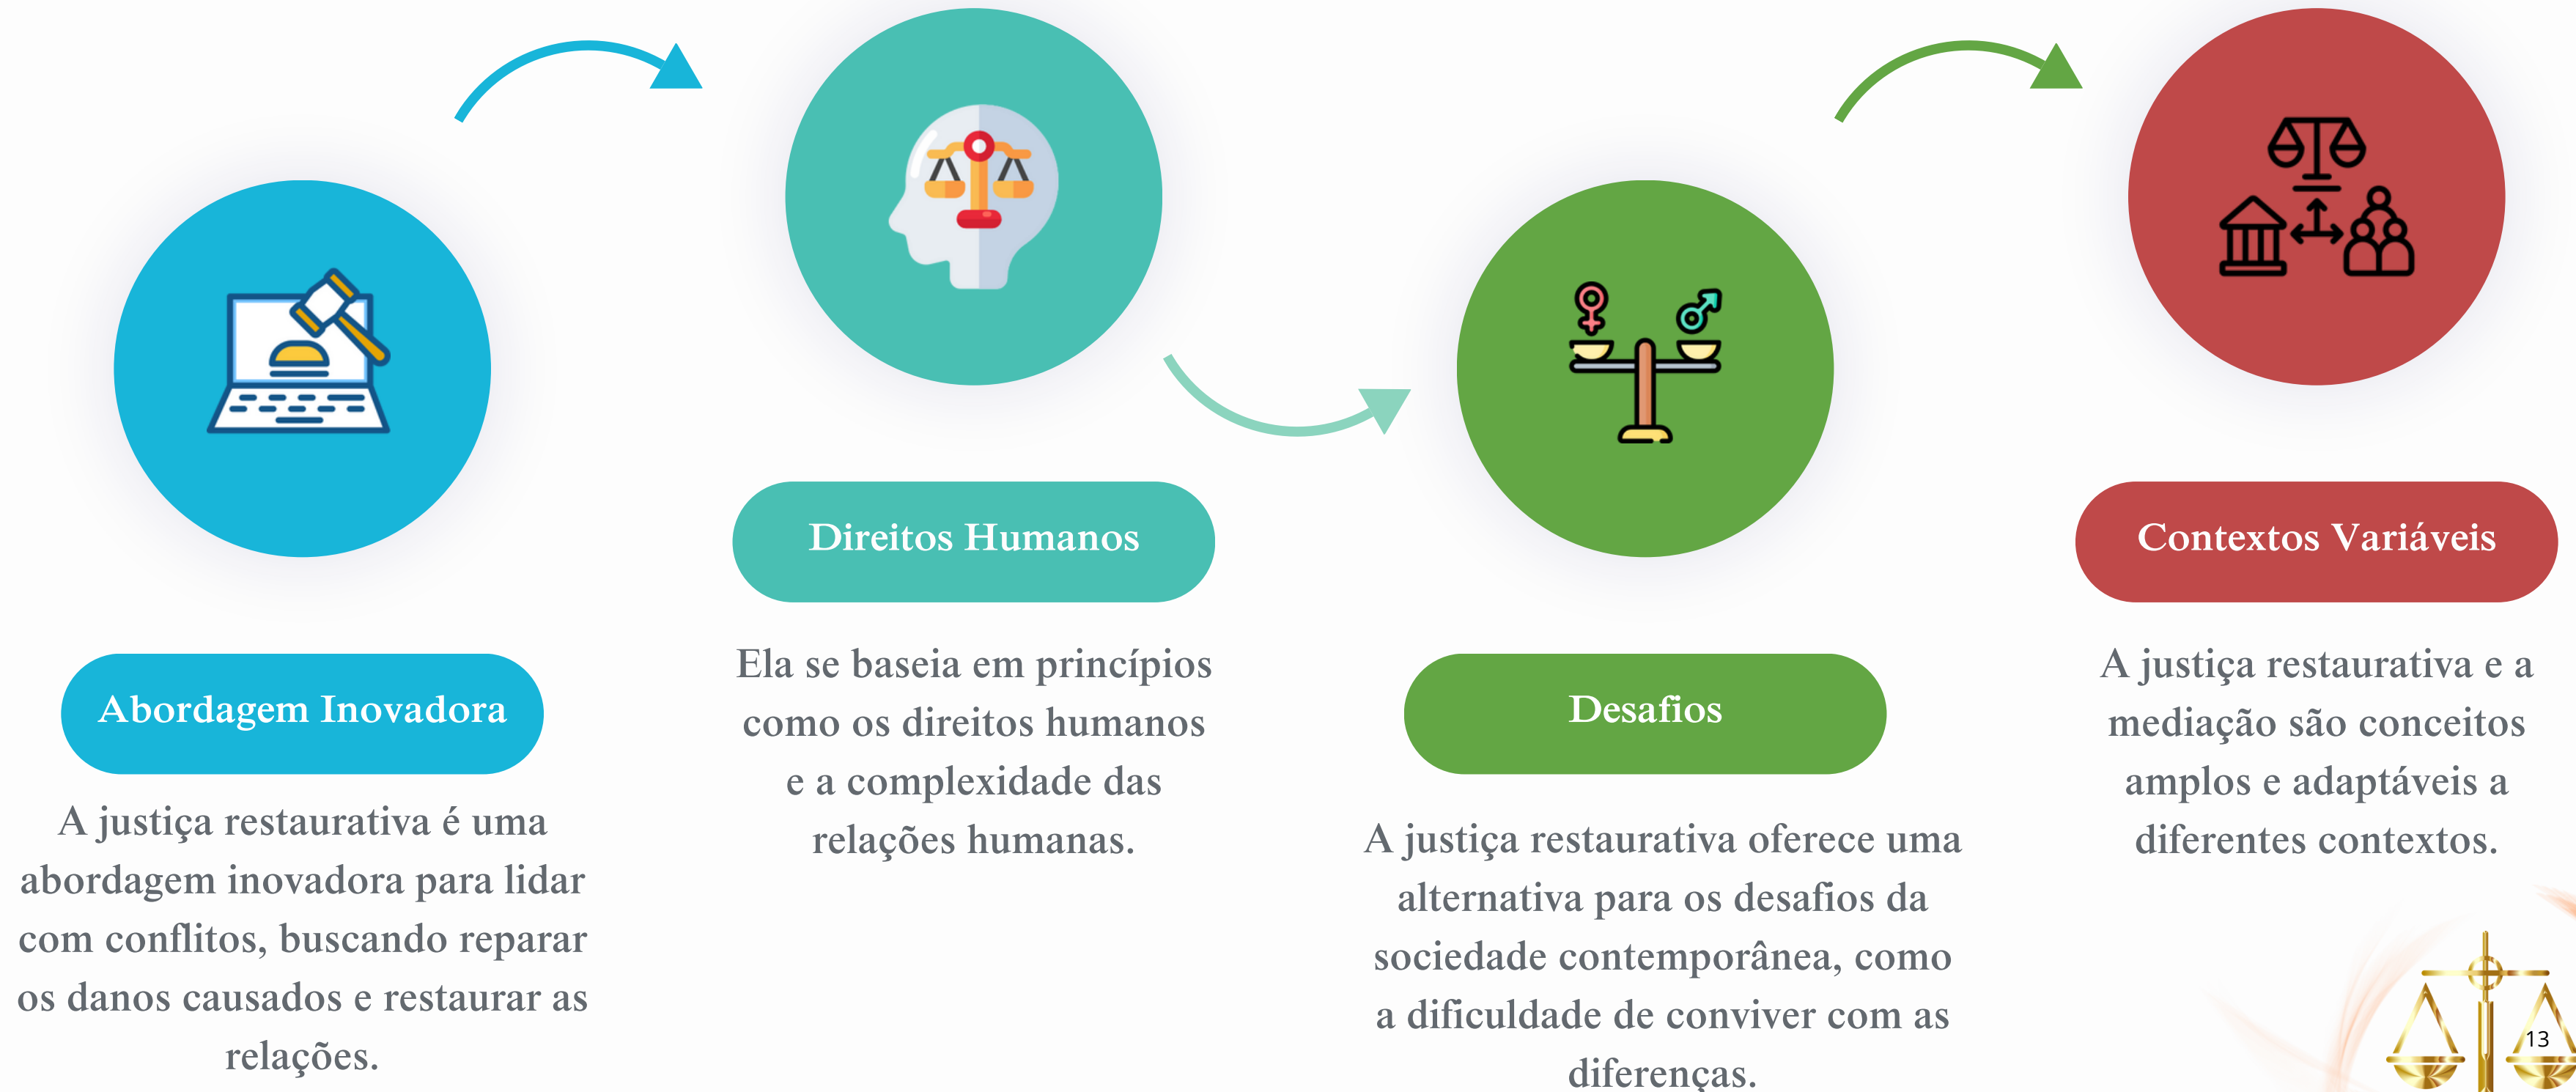 Abordagem Inovadora
A justiça restaurativa é uma
abordagem inovadora para lidar
com conflitos, buscando reparar
os danos causados e restaurar as
relações.
Direitos Humanos
Ela se baseia em princípios
como os direitos humanos
e a complexidade das
relações humanas.
Desafios
A justiça restaurativa oferece uma
alternativa para os desafios da
sociedade contemporânea, como
a dificuldade de conviver com as
diferenças.
Contextos Variáveis
A justiça restaurativa e a
mediação são conceitos
amplos e adaptáveis a
diferentes contextos.
13